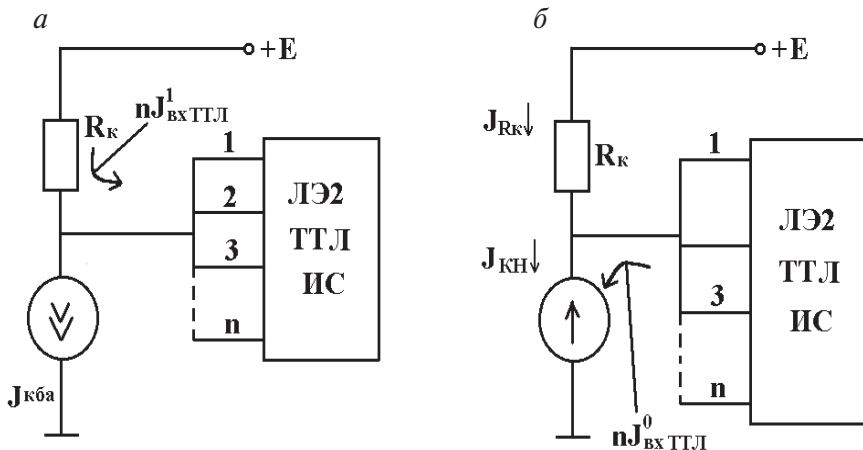 а
+E
nJ¹вх ТТЛ
Rк
1
2
3
n
ЛЭ2
ТТЛ
ИС
Jкба
б
+E
JRк
Rк
JКН
1
3
n
ЛЭ2
ТТЛ
ИС
nJ⁰вх ТТЛ